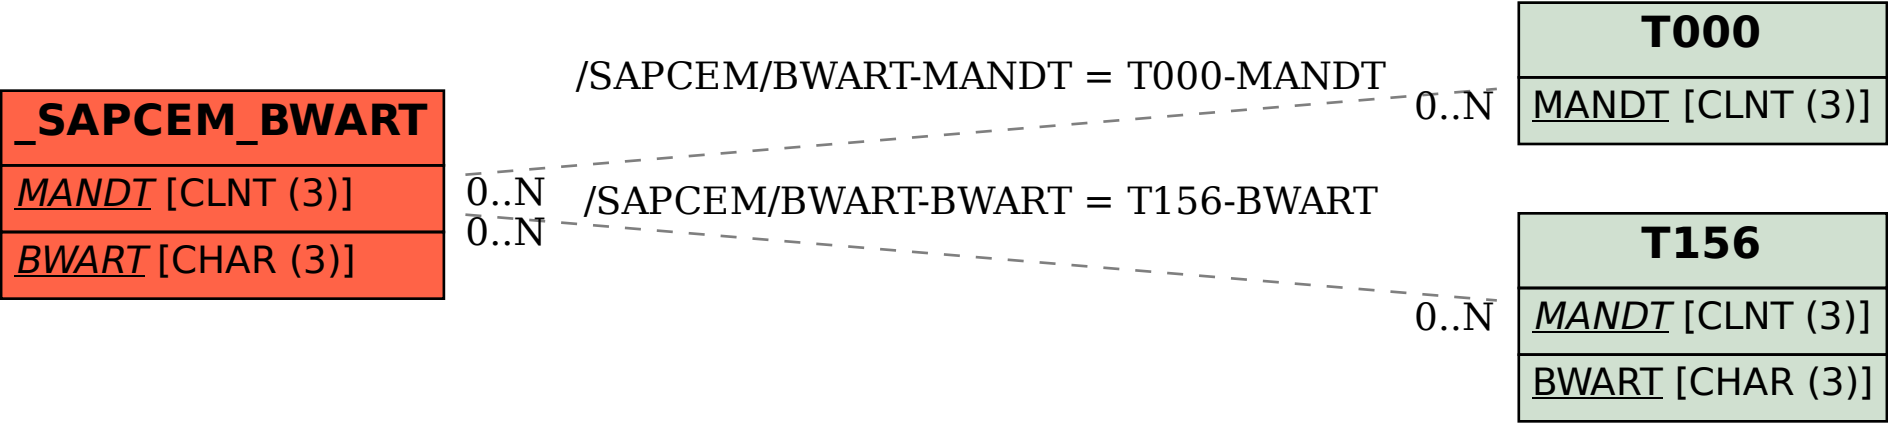 _SAPCEM_BWART
MANDT [CLNT (3)]
BWART [CHAR (3)]
/SAPCEM/BWART-MANDT = T000-MANDT
0..N
0..N
/SAPCEM/BWART-BWART = T156-BWART
0..N
0..N
T000
MANDT [CLNT (3)]
T156
MANDT [CLNT (3)]
BWART [CHAR (3)]